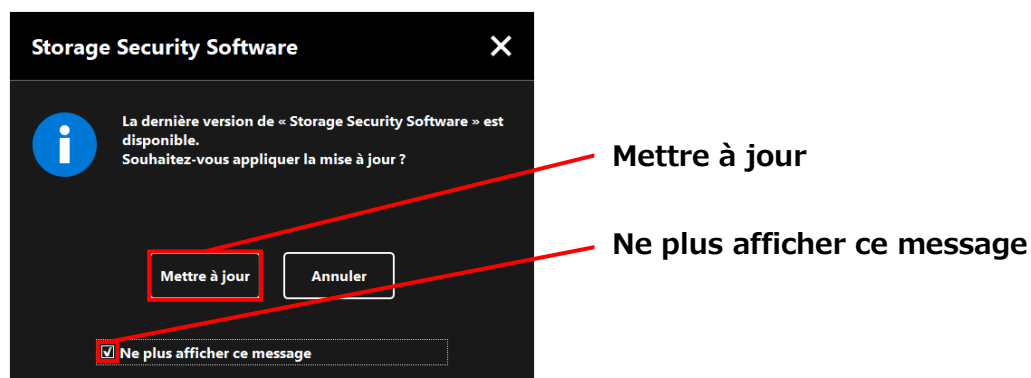 Storage Security Software
La dernière version de « Storage Security Software » est
disponible.
Souhaitez-vous appliquer la mise à jour ?
Mettre à jour
Annuler
Ne plus afficher ce message
Mettre à jour
Ne plus afficher ce message